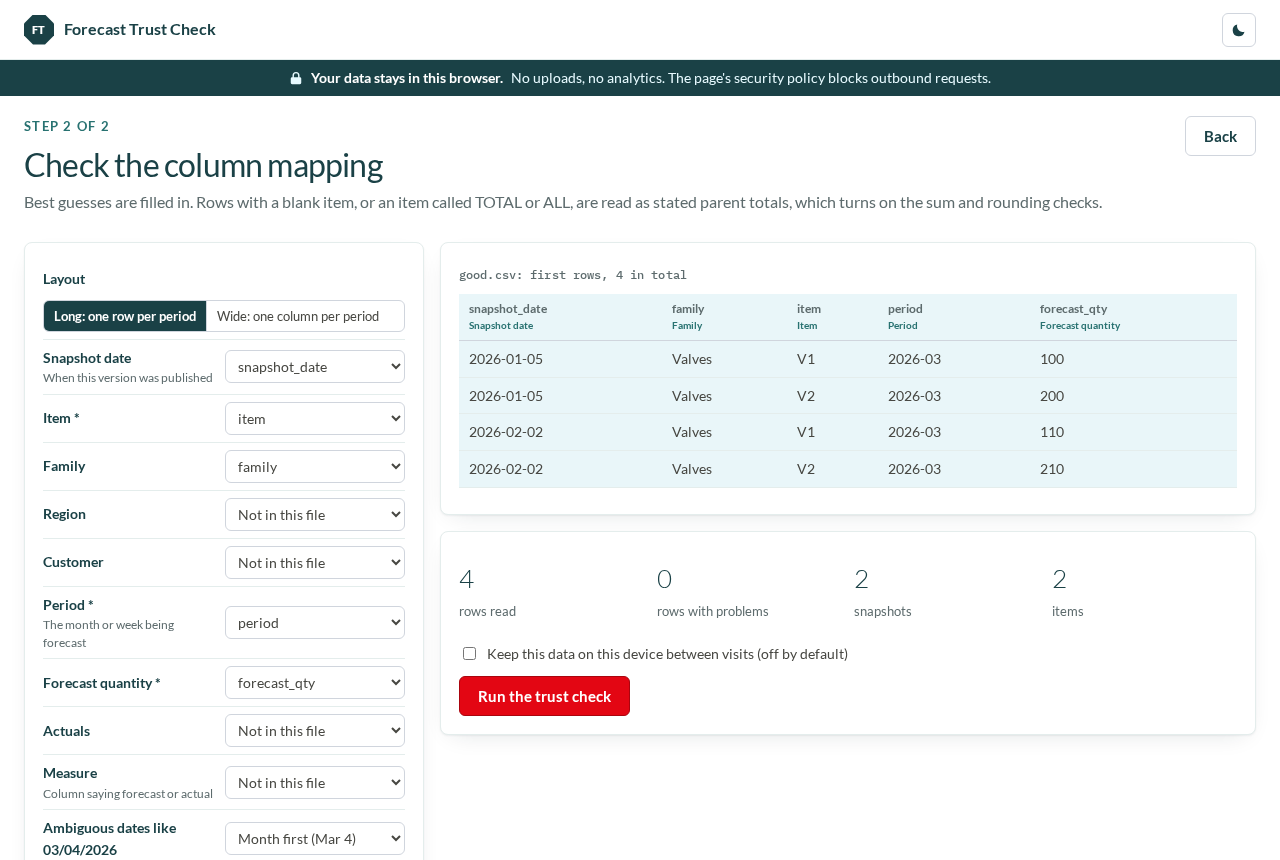 FT Forecast Trust Check
Your data stays in this browser. No uploads, no analytics. The page's security policy blocks outbound requests.
STEP 2 OF 2
Back
Check the column mapping
Best guesses are filled in. Rows with a blank item, or an item called TOTAL or ALL, are read as stated parent totals, which turns on the sum and rounding checks.
Layout
Long: one row per period Wide: one column per period
Snapshot date
When this version was published
snapshot_date
Item *
item
Family
family
Region
Not in this file
Customer
Not in this file
Period *
The month or week being
forecast
period
Forecast quantity *
forecast_qty
Actuals
Not in this file
Measure
Column saying forecast or actual
Not in this file
Ambiguous dates like
03/04/2026
Month first (Mar 4)
good.csv: first rows, 4 in total
snapshot_date family item period forecast_qty
Snapshot date Family Item Period Forecast quantity
2026-01-05 Valves V1 2026-03 100
2026-01-05 Valves V2 2026-03 200
2026-02-02 Valves V1 2026-03 110
2026-02-02 Valves V2 2026-03 210
4 0 2 2
rows read rows with problems snapshots items
Keep this data on this device between visits (off by default)
Run the trust check